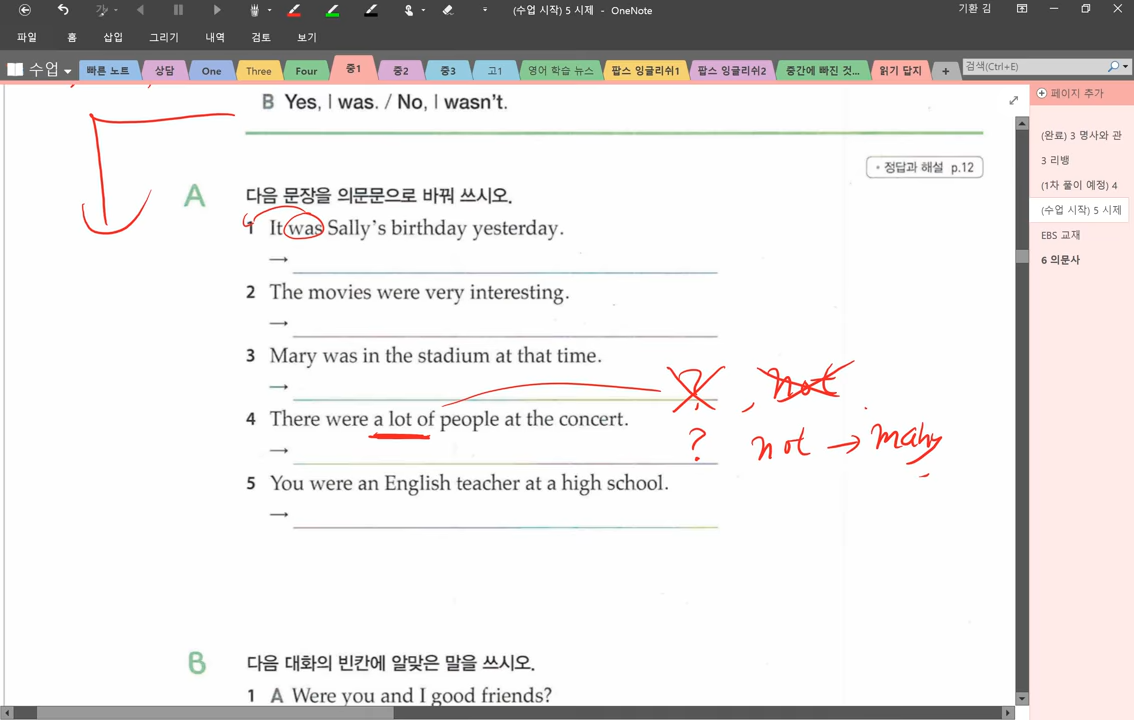 (수업 시작) 5 시제 - OneNote
기환 김
파일 홈 삽입 그리기 내역 검토 보기
수업 빠른 노트 상담 One Three Four 중1 중2 중3 고1 영어 학습 뉴스 팝스 잉글리쉬1 팝스 잉글리쉬2 중간에 빠진 것... 읽기 답지 + 검색(Ctrl+E)
페이지 추가
(완료) 3 명사와 관
3 리뱅
(1차 풀이 예정) 4
(수업 시작) 5 시제
EBS 교재
6 의문사
B Yes, I was. / No, I wasn't.
• 정답과 해설 p.12
A 다음 문장을 의문문으로 바꿔 쓰시오.
1 It was Sally's birthday yesterday.
→
2 The movies were very interesting.
→
3 Mary was in the stadium at that time.
→
? , not
4 There were a lot of people at the concert.
→
? not → many
5 You were an English teacher at a high school.
→
B 다음 대화의 빈칸에 알맞은 말을 쓰시오.
1 A Were you and I good friends?